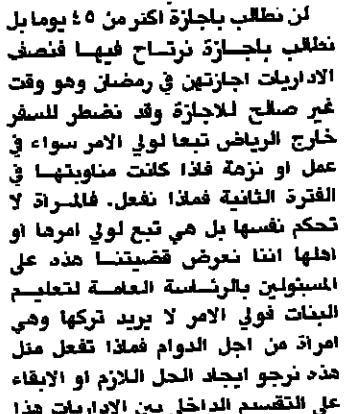 لن نطالب باجازة اكثر من ٤٥ يوما بل
نطالب باجازة نرتاح فيها فنصف
الاداريات اجازتهن في رمضان وهو وقت
غير صالح للاجازة وقد نضطر للسفر
خارج الرياض تبعا لولي الامر سواء في
عمل او نزهة فاذا كانت مناوبتها في
الفترة الثانية فماذا نفعل. فالمراة لا
تحكم نفسها بل هي تبع لولي امرها او
اهلها اننا نعرض قضيتنا هذه على
المسئولين بالرئاسة العامة لتعليم
البنات فولي الامر لا يريد تركها وهي
امراة من اجل الدوام فماذا تفعل مثل
هذه نرجو ايجاد الحل اللازم او الابقاء
على التقسيم الداخلي بين الاداريات هذا